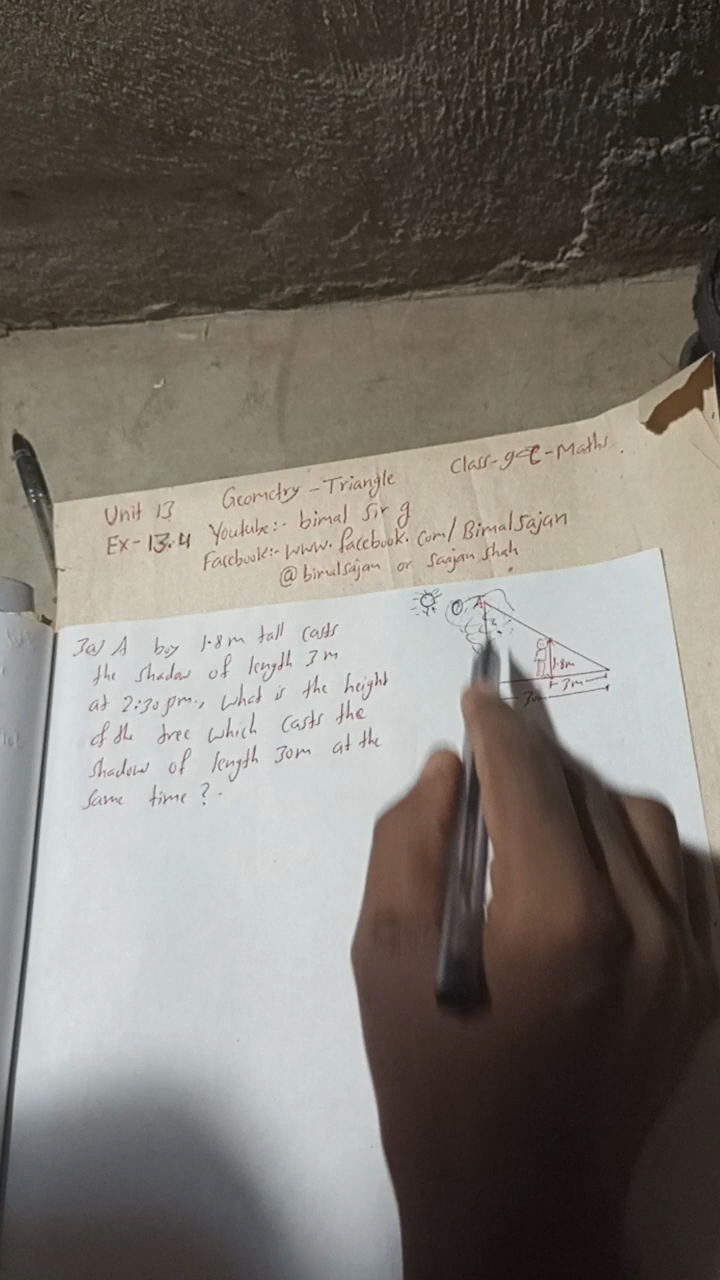 Unit 13 Geometry - Triangle Class-9 - Maths.
Ex- 13.4 Youtube:- bimal Sir g
Facebook:- www.facebook.com/Bimalsajan
@bimalsajan or Saajan Shah
3a) A boy 1.8m tall casts
the shadow of length 3m
at 2:30 pm., What is the height
of the tree which casts the
shadow of length 30m at the
same time ?.
A
1.8m
3m